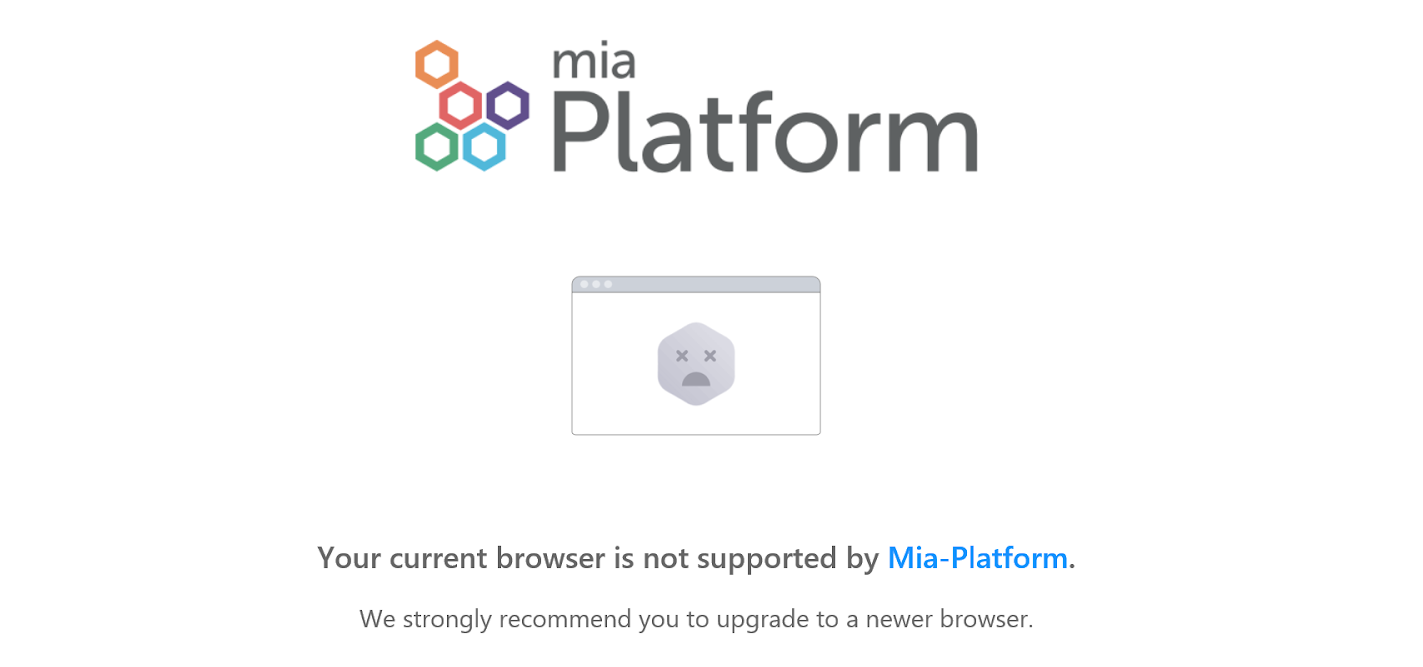 mia
Platform
Your current browser is not supported by Mia-Platform.
We strongly recommend you to upgrade to a newer browser.